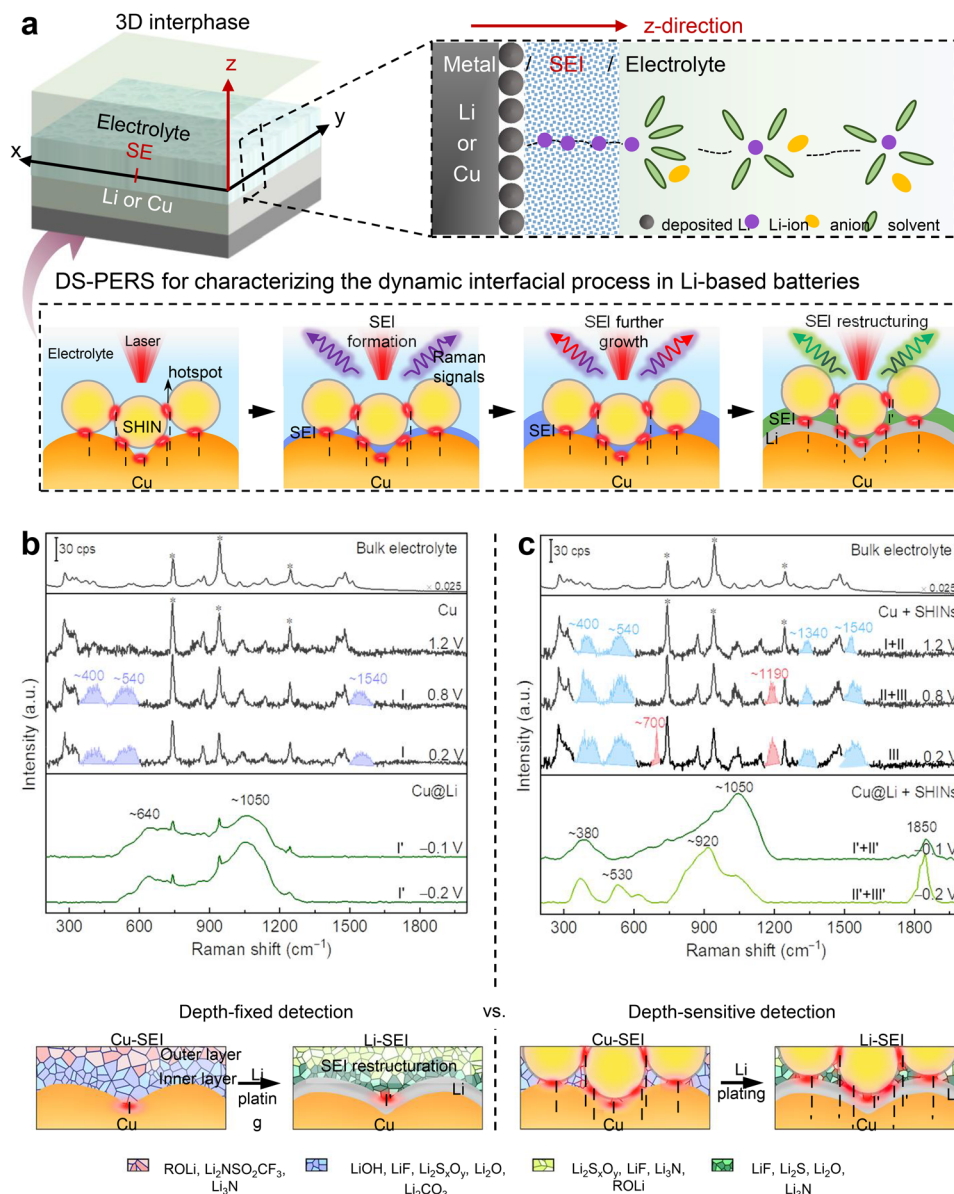 a
3D interphase
z
Electrolyte
SE
I
x
y
Li or Cu
z-direction
Metal / SEI / Electrolyte
Li
or
Cu
deposited Li Li-ion anion solvent
DS-PERS for characterizing the dynamic interfacial process in Li-based batteries
Electrolyte
Laser
hotspot
SHIN
Cu
SEI
formation
Raman
signals
SEI
Cu
SEI further
growth
SEI
Cu
SEI restructuring
SEI
Li
II'
I'
Cu
b
30 cps
Bulk electrolyte
× 0.025
Cu
1.2 V
~400
~540
~1540
I 0.8 V
I 0.2 V
Cu@Li
~640
~1050
I' −0.1 V
I' −0.2 V
Intensity (a.u.)
300 600 900 1200 1500 1800
Raman shift (cm⁻¹)
c
30 cps
Bulk electrolyte
× 0.025
Cu + SHINs
~400
~540
~1340
~1540
I+II 1.2 V
~1190
II+III 0.8 V
~700
III 0.2 V
Cu@Li + SHINs
~1050
~380
1850
I'+II' −0.1 V
~920
~530
II'+III' −0.2 V
Intensity (a.u.)
300 600 900 1200 1500 1800
Raman shift (cm⁻¹)
Depth-fixed detection vs. Depth-sensitive detection
Cu-SEI
Outer layer
Inner layer
I
Cu
Li
platin
g
Li-SEI
SEI restructuration
Li
I'
Cu
Cu-SEI
Cu
Li
plating
Li-SEI
I'
Li
Cu
ROLi, Li₂NSO₂CF₃,
Li₃N
LiOH, LiF, Li₂SₓOᵧ, Li₂O,
Li₂CO₃
Li₂SₓOᵧ, LiF, Li₃N,
ROLi
LiF, Li₂S, Li₂O,
Li₃N